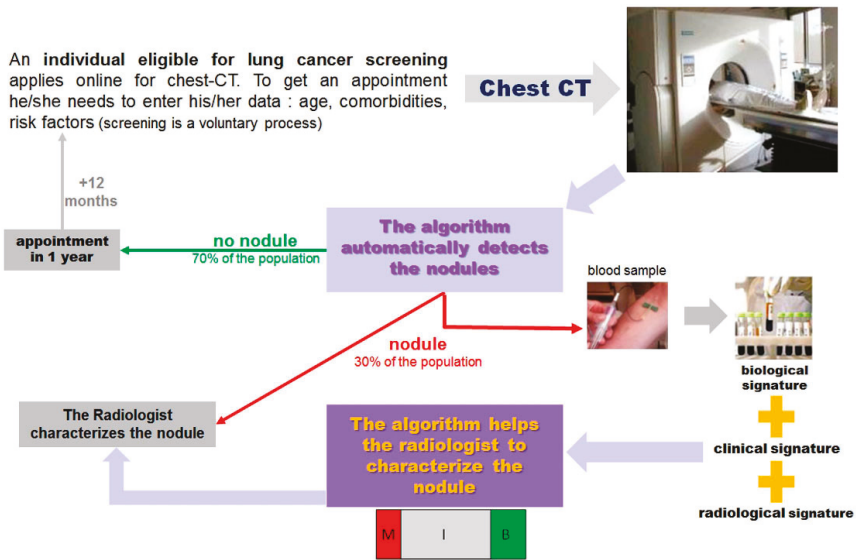 An individual eligible for lung cancer screening
applies online for chest-CT. To get an appointment
he/she needs to enter his/her data : age, comorbidities,
risk factors (screening is a voluntary process)
Chest CT
+12
months
appointment
in 1 year
no nodule
70% of the population
The algorithm
automatically detects
the nodules
blood sample
nodule
30% of the population
biological
signature
The Radiologist
characterizes the nodule
The algorithm helps
the radiologist to
characterize the
nodule
clinical signature
radiological signature
M
I
B